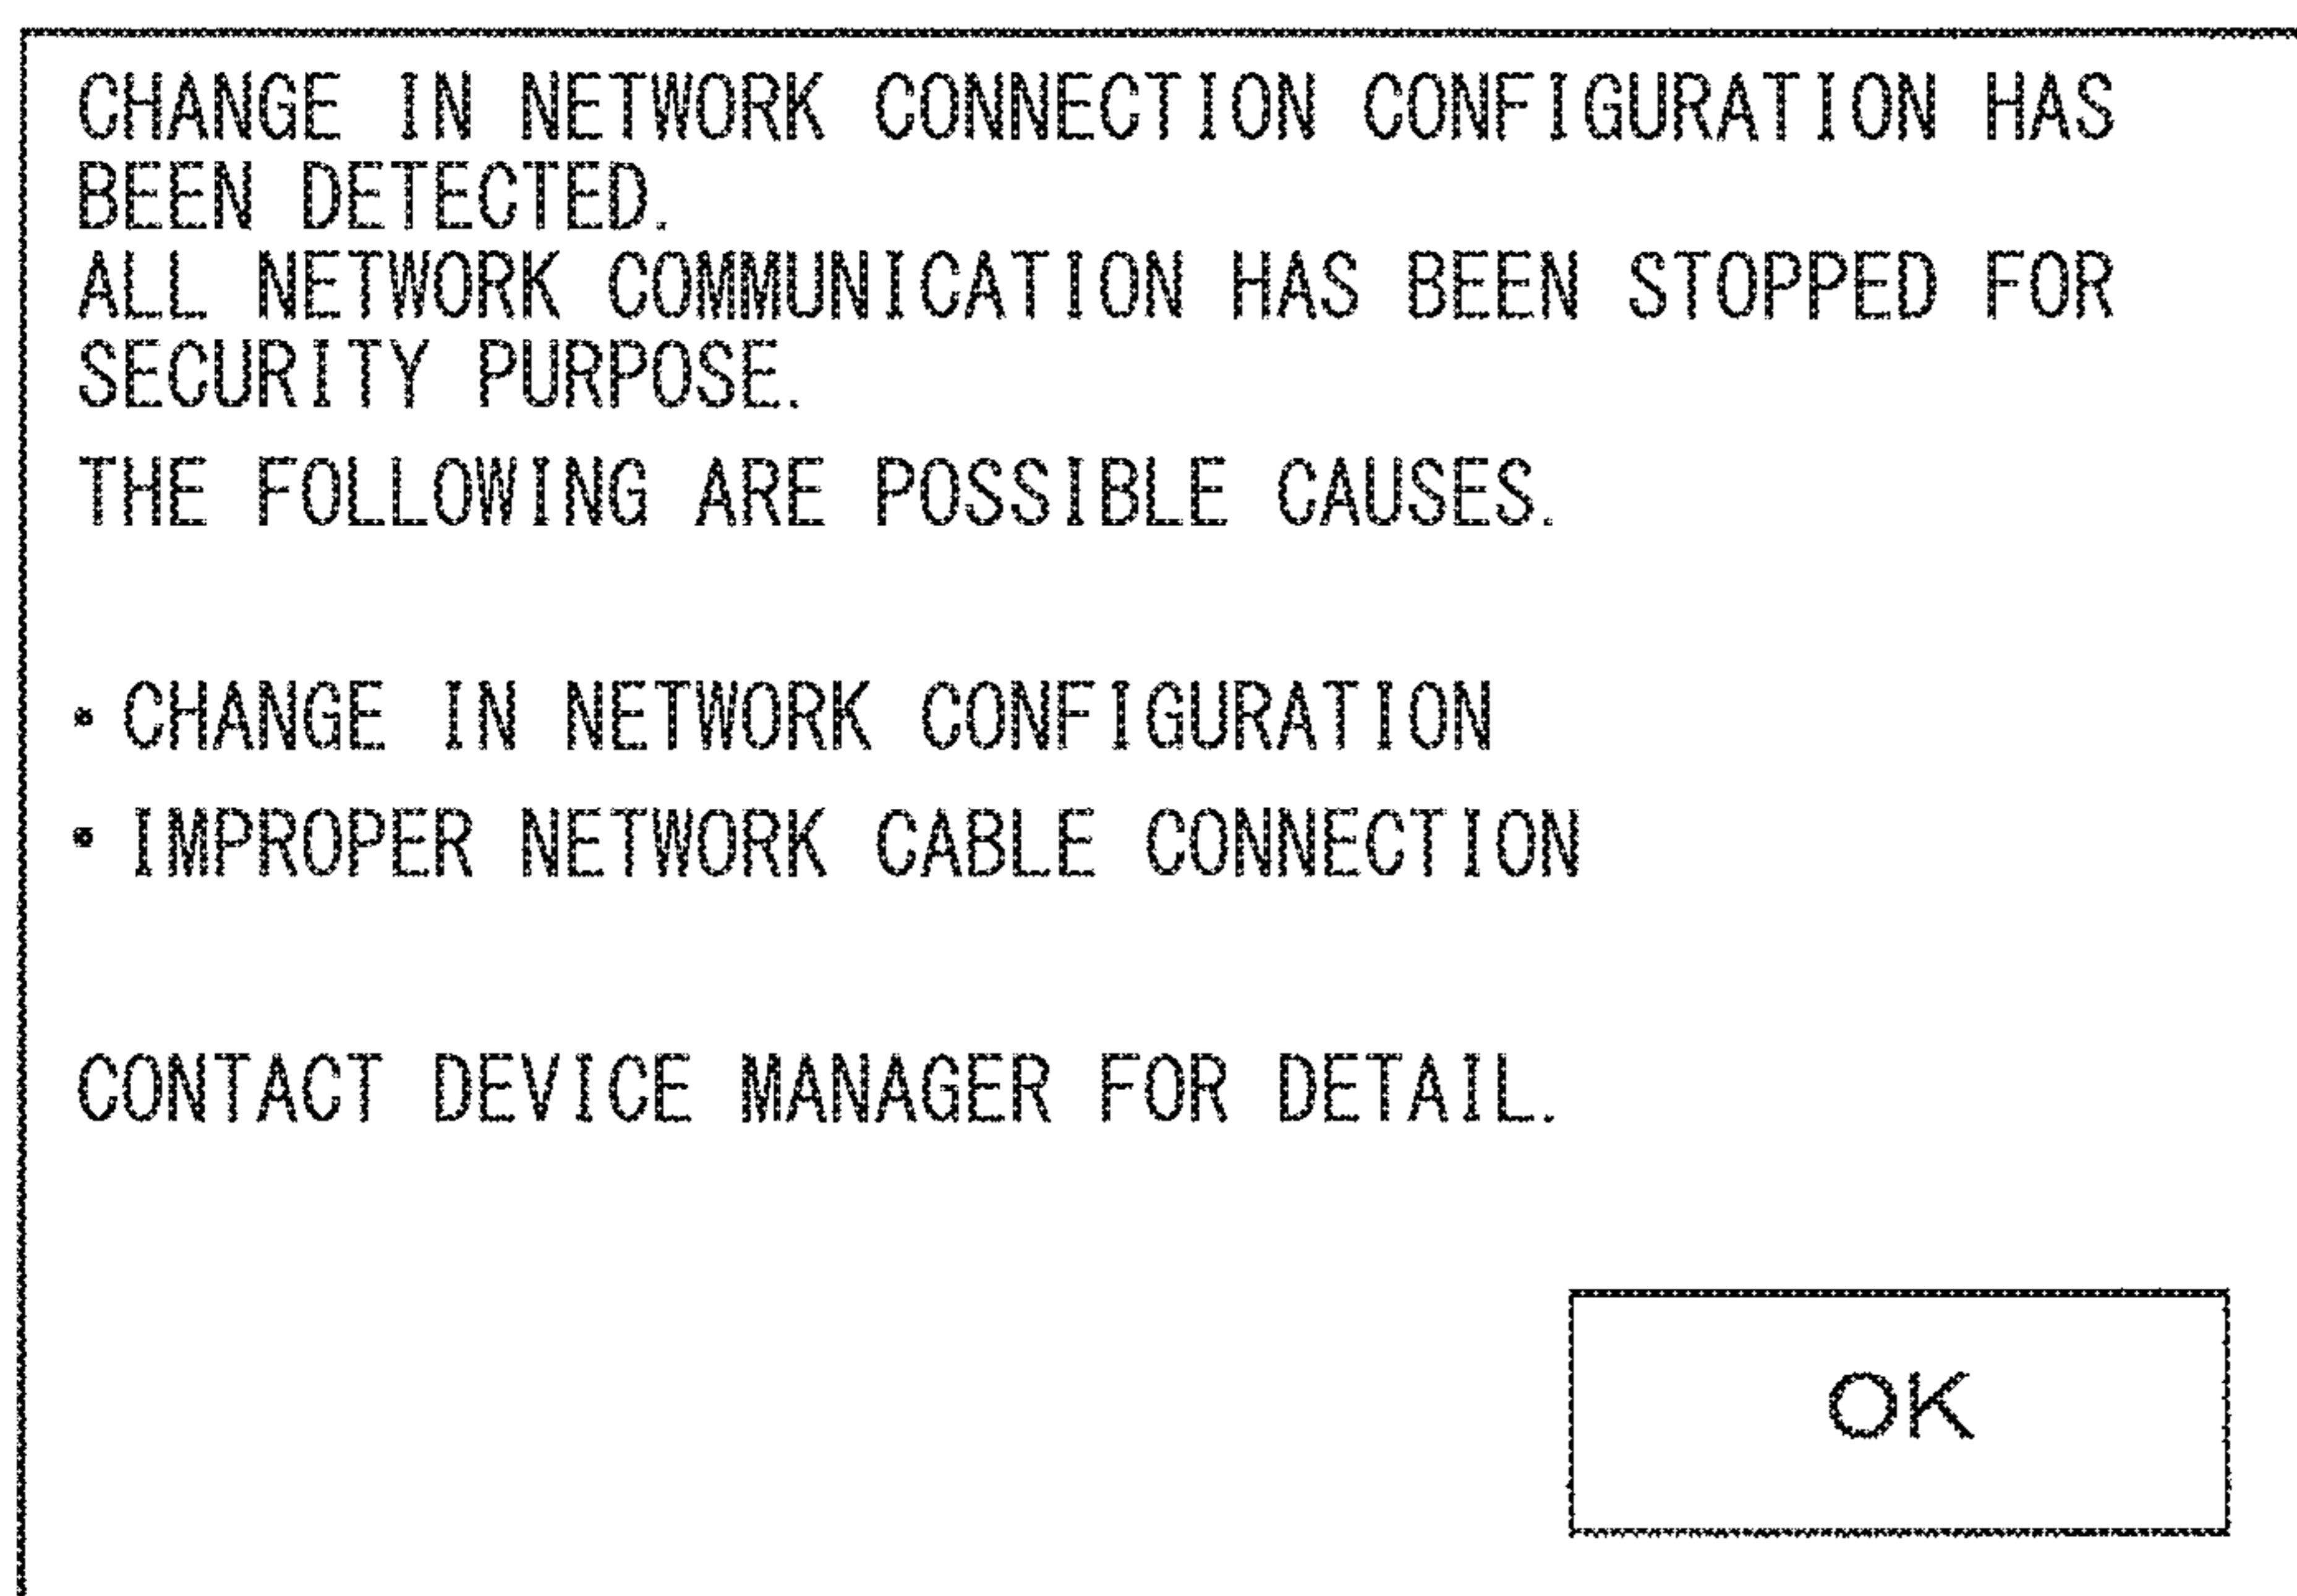 CHANGE IN NETWORK CONNECTION CONFIGURATION HAS
BEEN DETECTED.
ALL NETWORK COMMUNICATION HAS BEEN STOPPED FOR
SECURITY PURPOSE.
THE FOLLOWING ARE POSSIBLE CAUSES.
・CHANGE IN NETWORK CONFIGURATION
・IMPROPER NETWORK CABLE CONNECTION
CONTACT DEVICE MANAGER FOR DETAIL.
OK